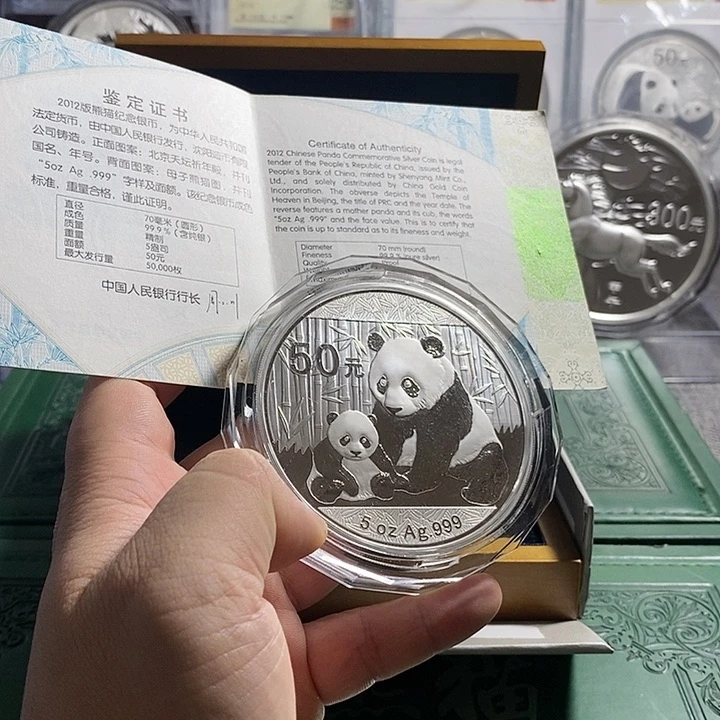 鉴定证书
2012版熊猫纪念银币，为中华人民共和国
法定货币，由中国人民银行发行，沈阳造币有限
公司铸造。正面图案：北京天坛祈年殿，并刊
国名、年号。背面图案：母子熊猫图，并刊
“5oz Ag 999”字样及面额。该纪念银币成色
标准，重量合格，谨此证明。
直径 70毫米（圆形）
成色 99.9%（含纯银）
质量 精制
重量 5盎司
面额 50元
最大发行量 50,000枚
中国人民银行行长
Certificate of Authenticity
2012 Chinese Panda Commemorative Silver Coin is legal
tender of the People's Republic of China, issued by the
People's Bank of China, minted by Shenyang Mint Co.,
Ltd., and solely distributed by China Gold Coin
Incorporation. The obverse depicts the Temple of
Heaven in Beijing, the title of PRC and the year date. The
reverse features a mother panda and its cub, the words
"5oz Ag 999" and the face value. This is to certify that
the coin is up to standard as to its fineness and weight.
Diameter 70 mm (round)
Fineness 99.9% (pure silver)
Quality Proof
50元
5 oz Ag 999
300元
50元